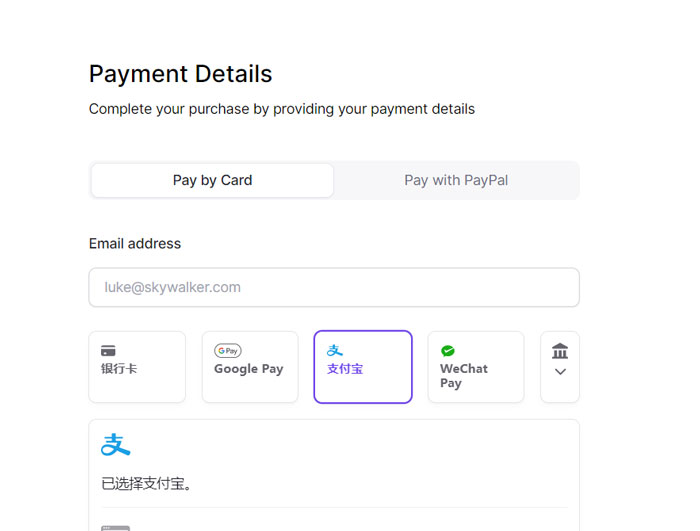 Payment Details
Complete your purchase by providing your payment details
Pay by Card
Pay with PayPal
Email address
luke@skywalker.com
银行卡
G Pay
Google Pay
支
支付宝
WeChat
Pay
支
已选择支付宝。